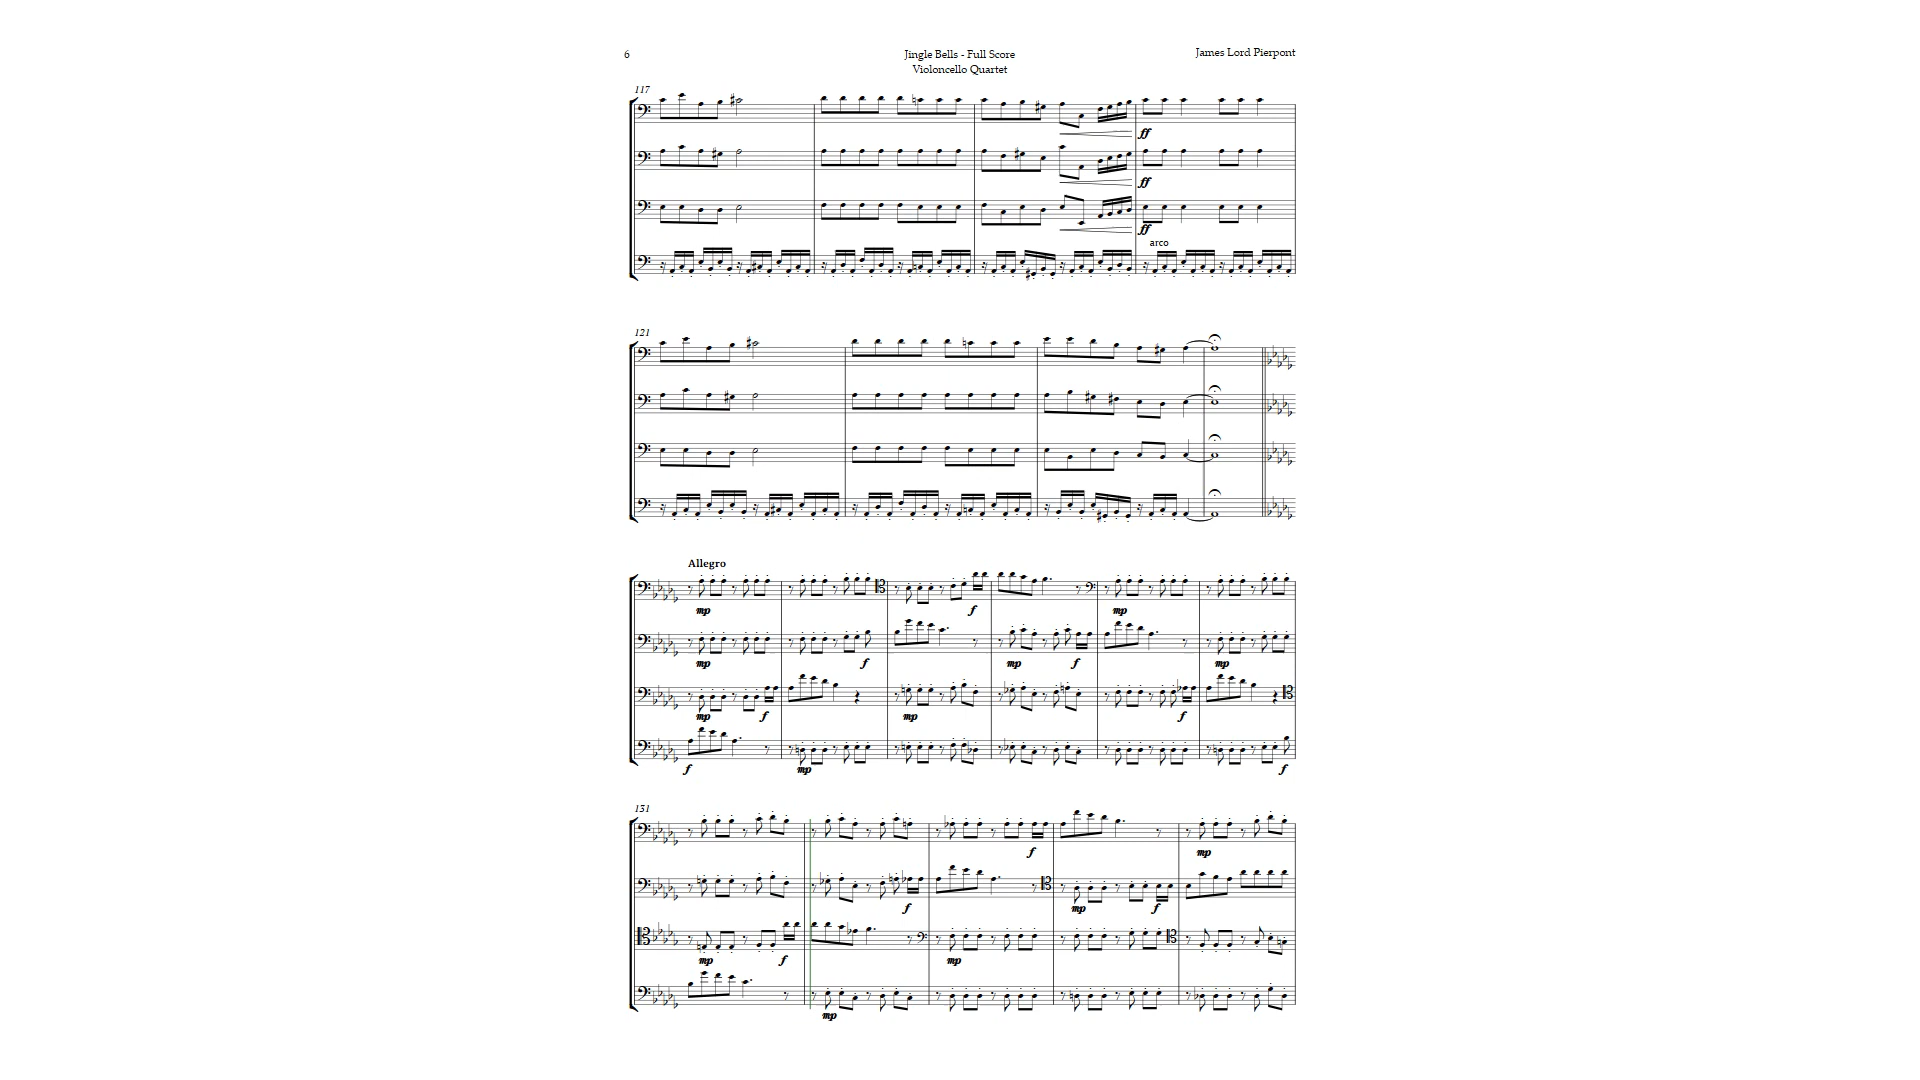 6
Jingle Bells - Full Score
James Lord Pierpont
Violoncello Quartet
117
ff
ff
ff
arco
121
Allegro
mp
f
mp
mp
f
mp
f
mp
mp
f
mp
f
mp
f
mp
f
131
f
mp
f
mp
f
mp
f
mp
mp